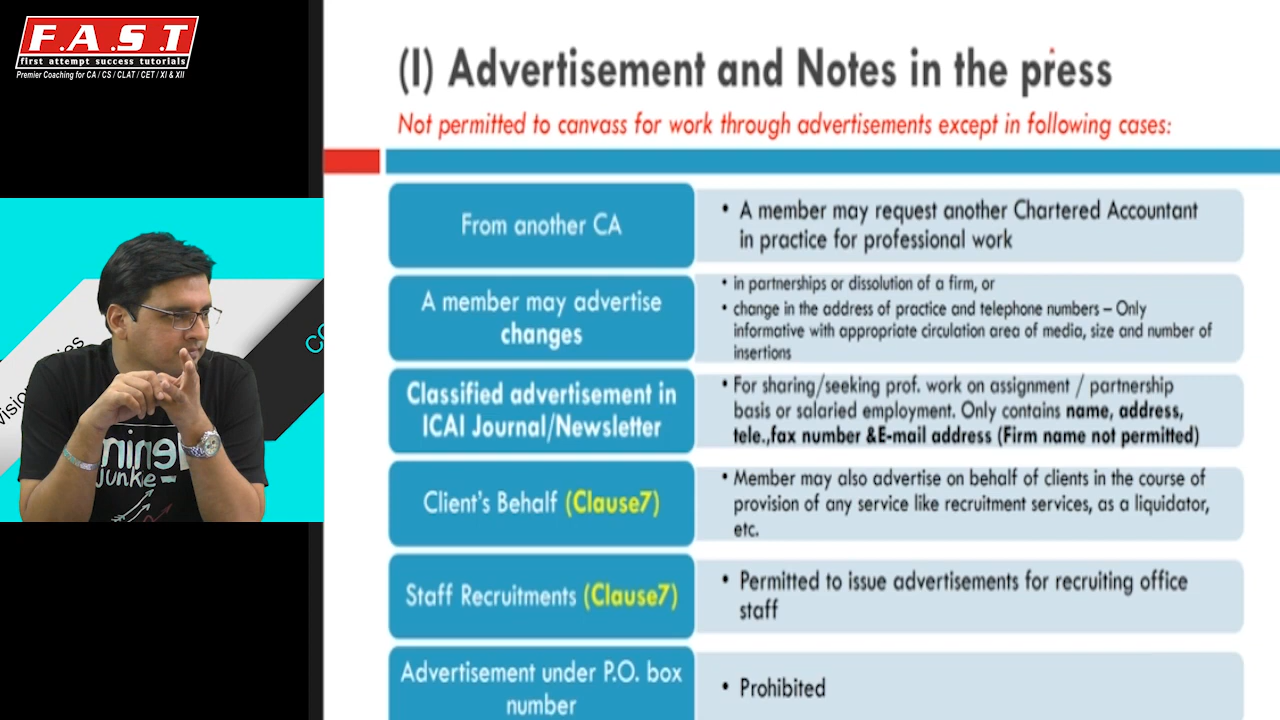 F.A.S.T
first attempt success tutorials
Premier Coaching for CA / CS / CLAT / CET / XI & XII
(I) Advertisement and Notes in the press
Not permitted to canvass for work through advertisements except in following cases:
From another CA
• A member may request another Chartered Accountant
in practice for professional work
A member may advertise
changes
• in partnerships or dissolution of a firm, or
• change in the address of practice and telephone numbers – Only
informative with appropriate circulation area of media, size and number of
insertions
Classified advertisement in
ICAI Journal/Newsletter
• For sharing/seeking prof. work on assignment / partnership
basis or salaried employment. Only contains name, address,
tele.,fax number &E-mail address (Firm name not permitted)
Client's Behalf (Clause7)
• Member may also advertise on behalf of clients in the course of
provision of any service like recruitment services, as a liquidator,
etc.
Staff Recruitments (Clause7)
• Permitted to issue advertisements for recruiting office
staff
Advertisement under P.O. box
number
• Prohibited
junkie